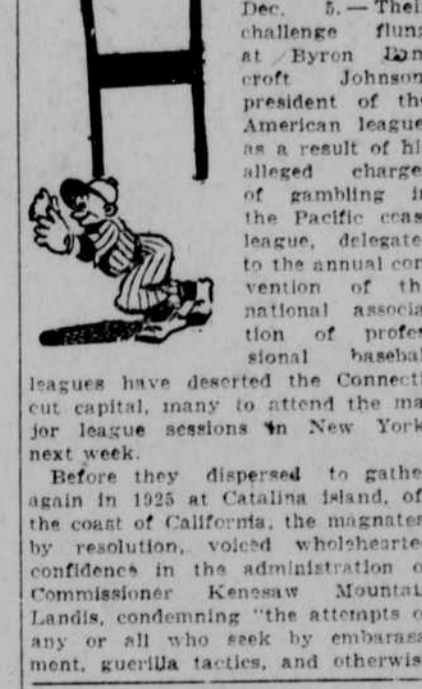 H
Dec. 5. — Thei
challenge flung
at Byron Ban
croft Johnson
president of th
American league
as a result of hi
alleged charge
of gambling i
the Pacific coas
league, delegate
to the annual con
vention of th
national associa
tion of profes
sional basebal
leagues have deserted the Connecti
cut capital, many to attend the ma
jor league sessions in New York
next week.
Before they dispersed to gathe
again in 1925 at Catalina island, of
the coast of California, the magnates
by resolution, voiced wholehearte
confidence in the administration o
Commissioner Kenesaw Mountai
Landis, condemning "the attempts o
any or all who seek by embarass
ment, guerilla tactics, and otherwis